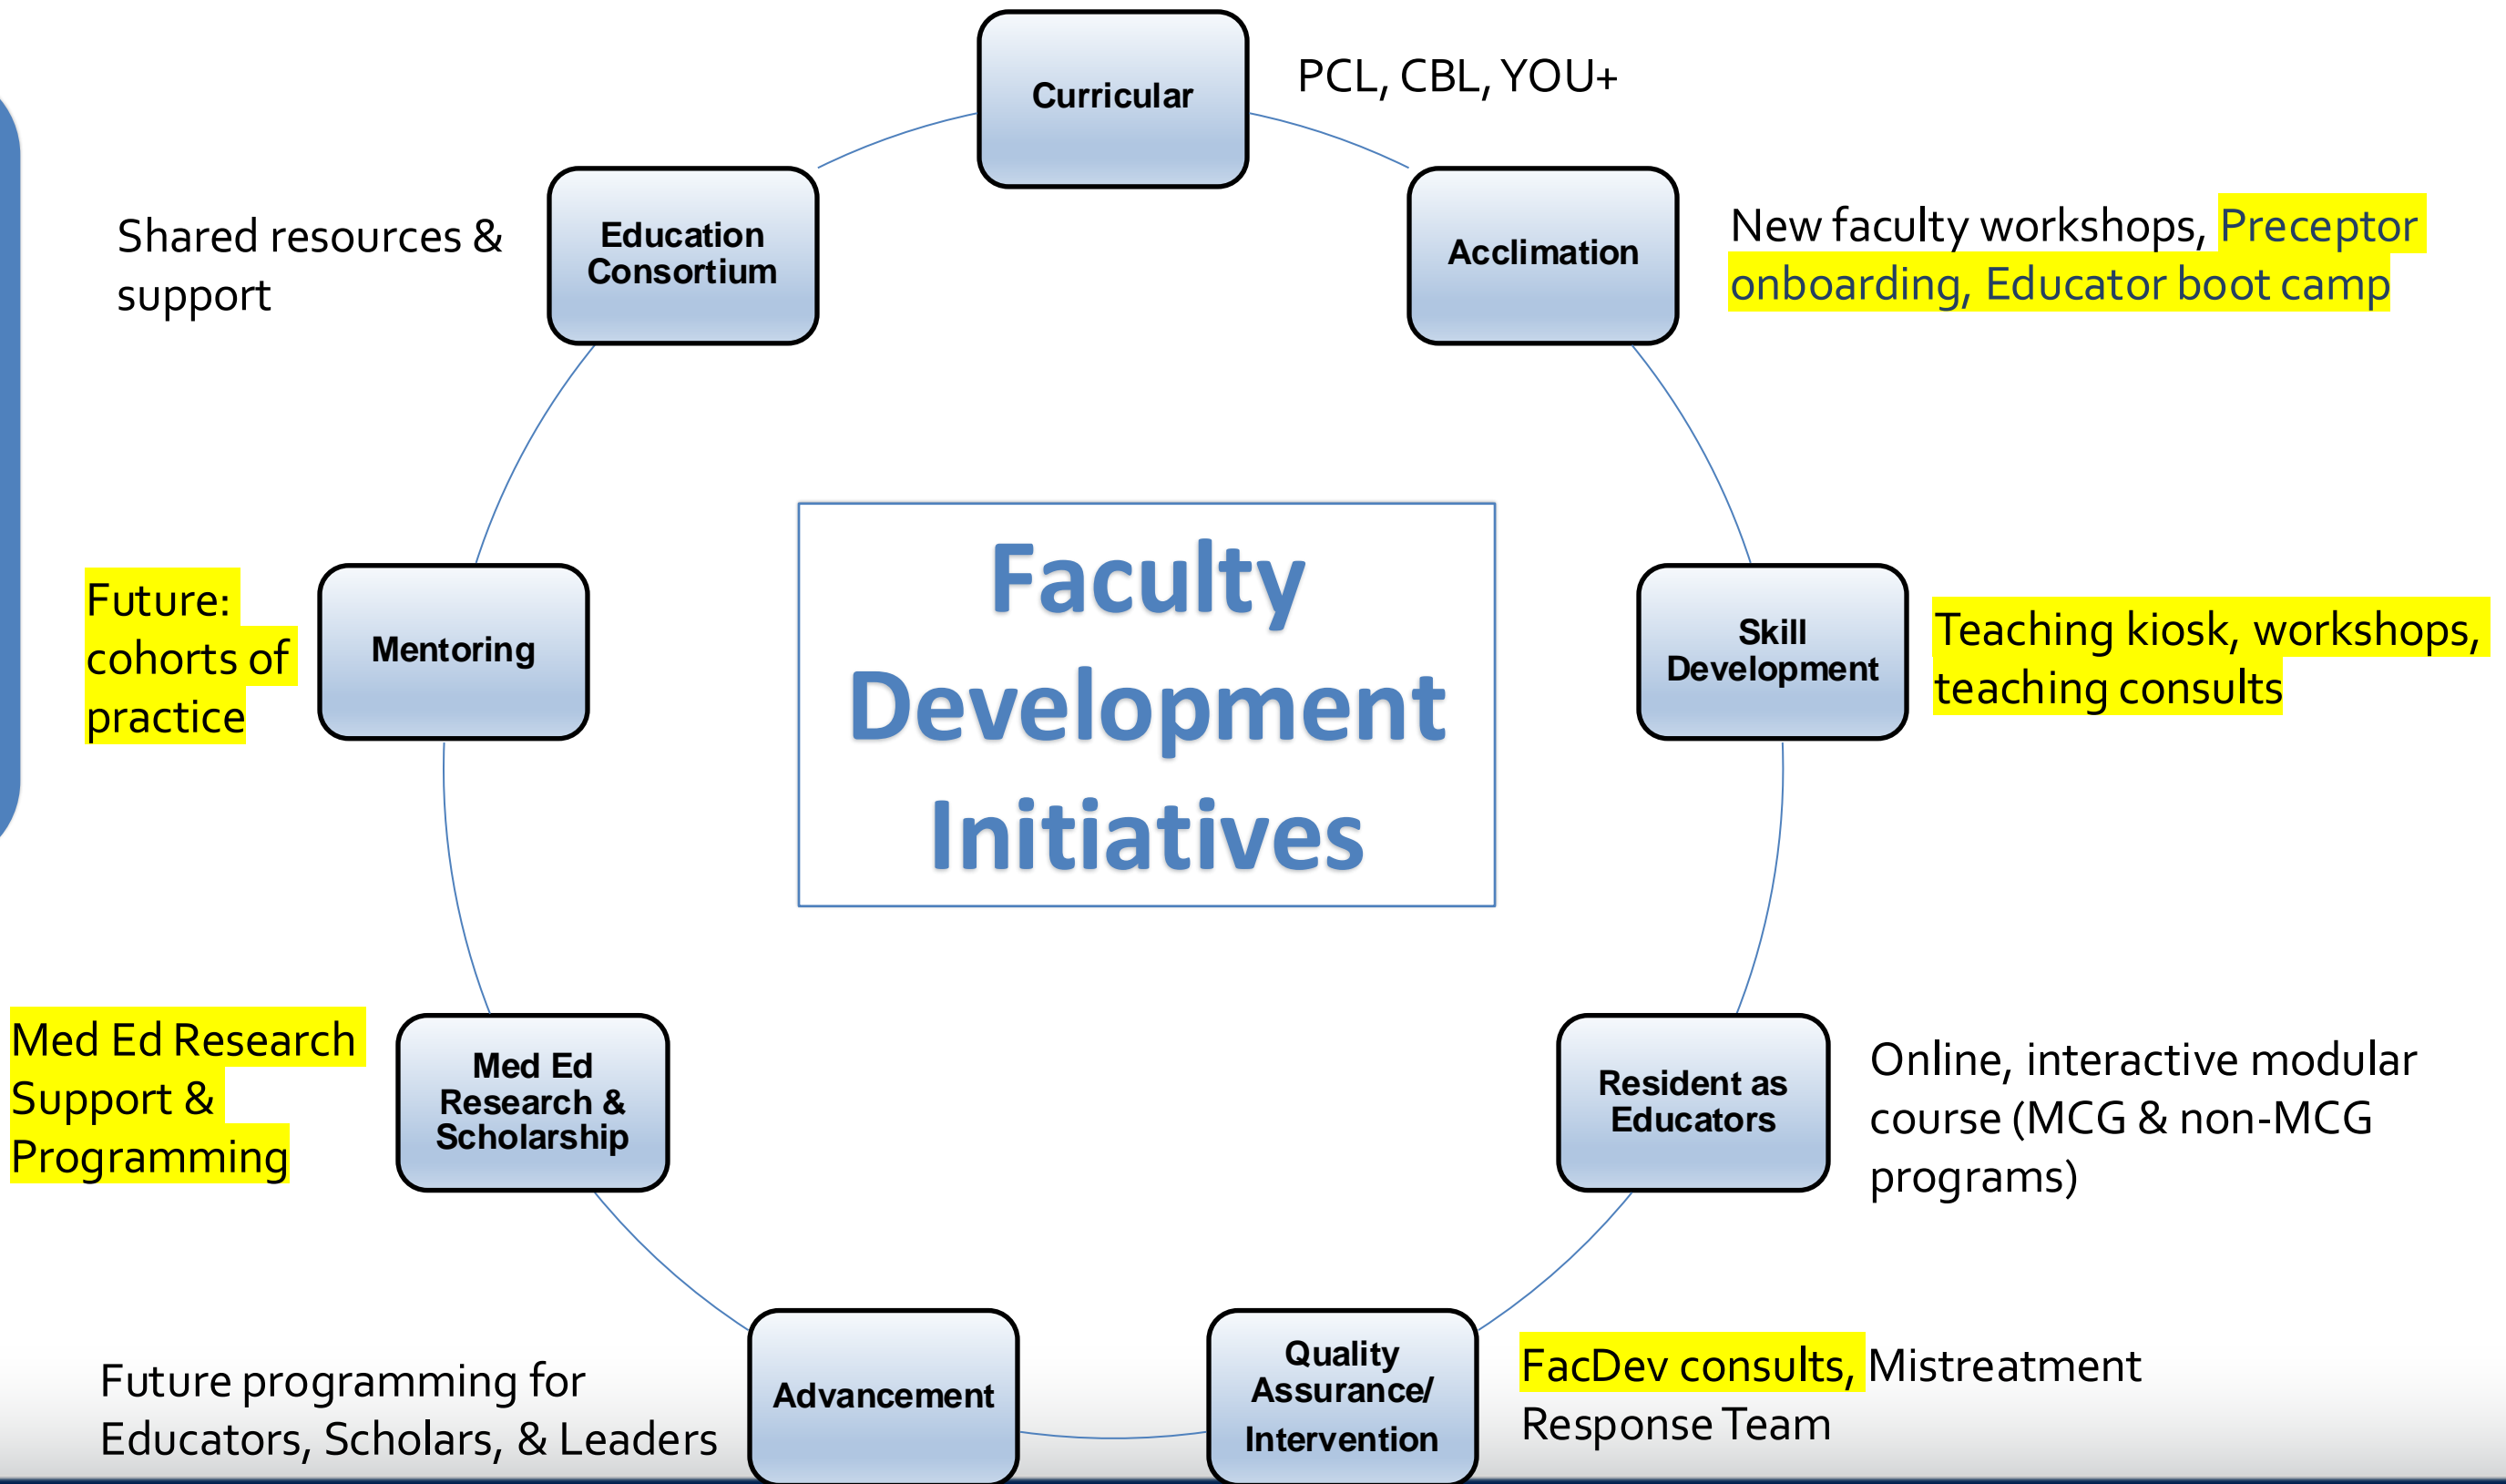 Curricular
PCL, CBL, YOU+
Acclimation
New faculty workshops, Preceptor
onboarding, Educator boot camp
Skill
Development
Teaching kiosk, workshops,
teaching consults
Resident as
Educators
Online, interactive modular
course (MCG & non-MCG
programs)
Quality
Assurance/
Intervention
FacDev consults, Mistreatment
Response Team
Advancement
Future programming for
Educators, Scholars, & Leaders
Med Ed
Research &
Scholarship
Med Ed Research
Support &
Programming
Mentoring
Future:
cohorts of
practice
Education
Consortium
Shared resources &
support
Faculty
Development
Initiatives